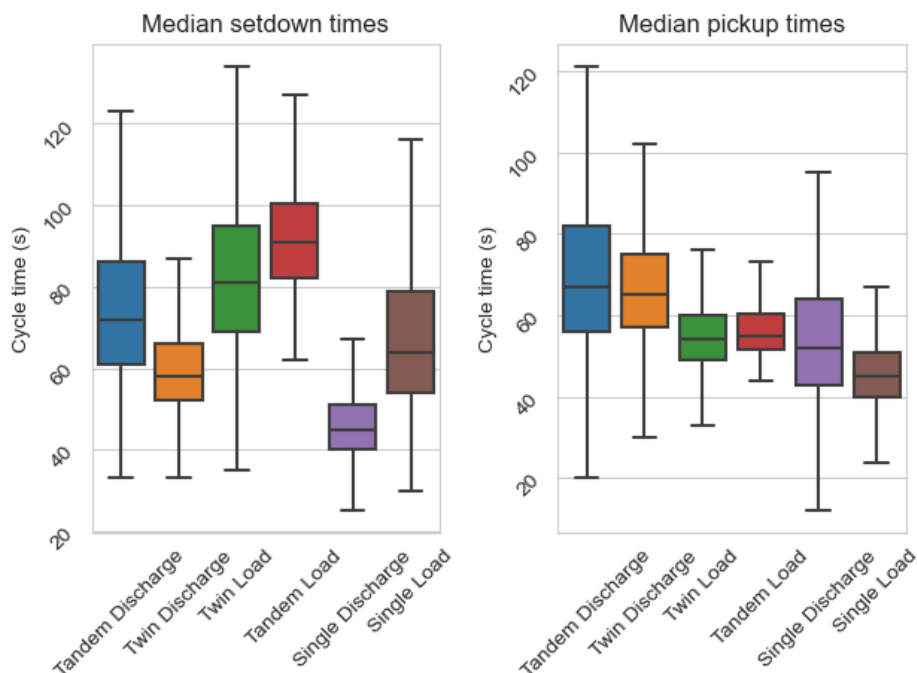 Median setdown times
Cycle time (s)
120
100
80
60
40
20
Tandem Discharge
Twin Discharge
Twin Load
Tandem Load
Single Discharge
Single Load
Median pickup times
Cycle time (s)
120
100
80
60
40
20
Tandem Discharge
Twin Discharge
Twin Load
Tandem Load
Single Discharge
Single Load